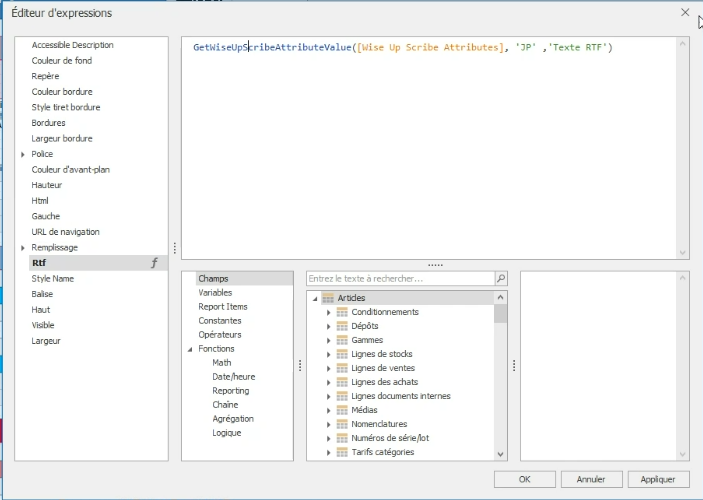 Éditeur d'expressions
Accessible Description
Couleur de fond
Repère
Couleur bordure
Style tiret bordure
Bordures
Largeur bordure
Police
Couleur d'avant-plan
Hauteur
Html
Gauche
URL de navigation
Remplissage
Rtf
Style Name
Balise
Haut
Visible
Largeur
GetWiseUpScribeAttributeValue([Wise Up Scribe Attributes], 'JP' ,'Texte RTF')
Champs
Variables
Report Items
Constantes
Opérateurs
Fonctions
Math
Date/heure
Reporting
Chaîne
Agrégation
Logique
Entrez le texte à rechercher...
Articles
Conditionnements
Dépôts
Gammes
Lignes de stocks
Lignes de ventes
Lignes des achats
Lignes documents internes
Médias
Nomenclatures
Numéros de série/lot
Tarifs catégories
OK
Annuler
Appliquer